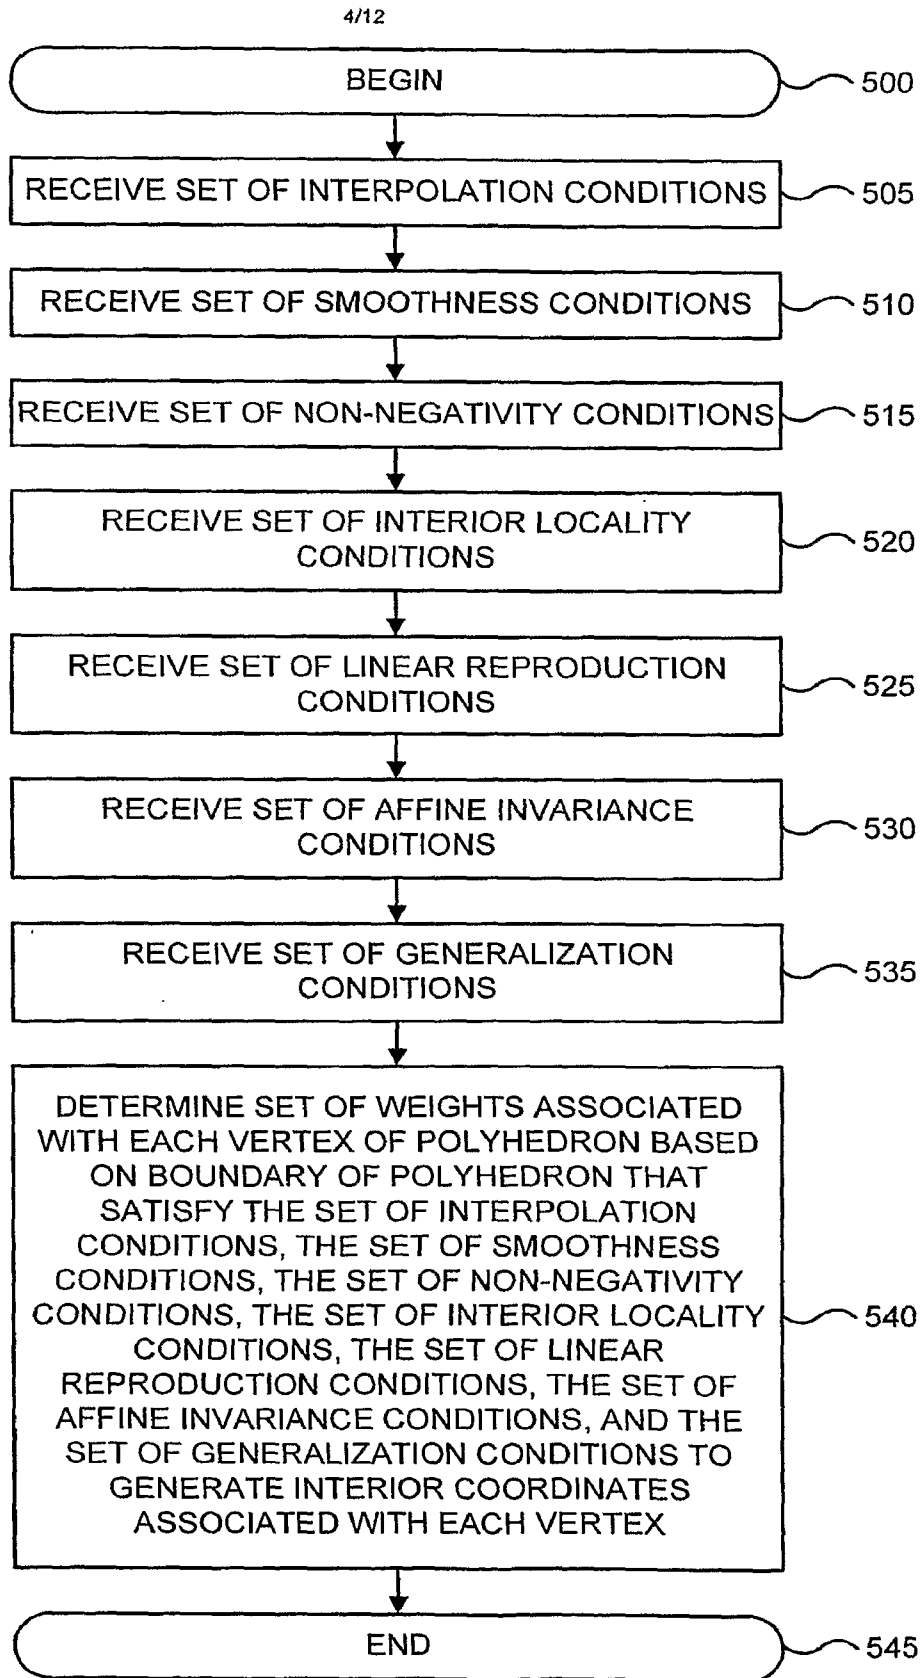 4/12
BEGIN
500
RECEIVE SET OF INTERPOLATION CONDITIONS
505
RECEIVE SET OF SMOOTHNESS CONDITIONS
510
RECEIVE SET OF NON-NEGATIVITY CONDITIONS
515
RECEIVE SET OF INTERIOR LOCALITY
CONDITIONS
520
RECEIVE SET OF LINEAR REPRODUCTION
CONDITIONS
525
RECEIVE SET OF AFFINE INVARIANCE
CONDITIONS
530
RECEIVE SET OF GENERALIZATION
CONDITIONS
535
DETERMINE SET OF WEIGHTS ASSOCIATED
WITH EACH VERTEX OF POLYHEDRON BASED
ON BOUNDARY OF POLYHEDRON THAT
SATISFY THE SET OF INTERPOLATION
CONDITIONS, THE SET OF SMOOTHNESS
CONDITIONS, THE SET OF NON-NEGATIVITY
CONDITIONS, THE SET OF INTERIOR LOCALITY
CONDITIONS, THE SET OF LINEAR
REPRODUCTION CONDITIONS, THE SET OF
AFFINE INVARIANCE CONDITIONS, AND THE
SET OF GENERALIZATION CONDITIONS TO
GENERATE INTERIOR COORDINATES
ASSOCIATED WITH EACH VERTEX
540
END
545